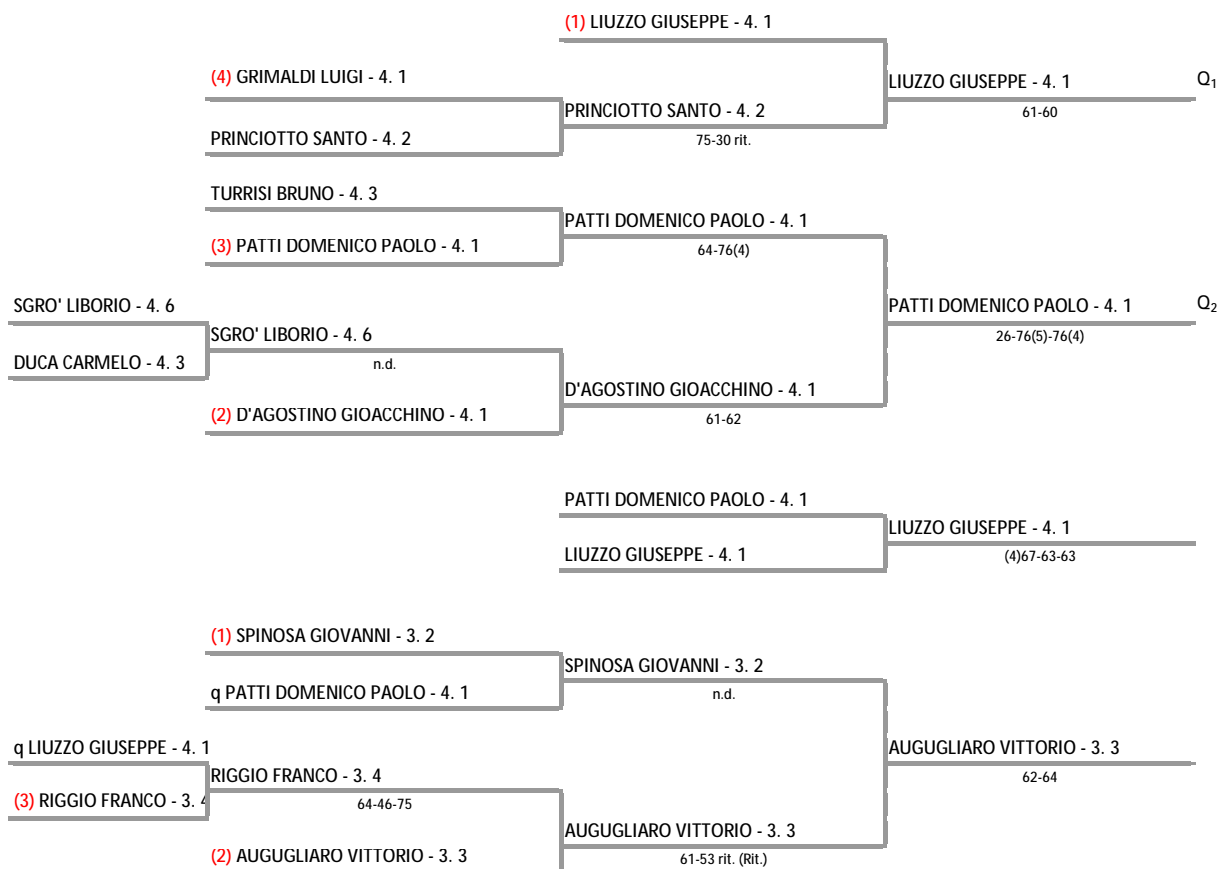 (1) LIUZZO GIUSEPPE - 4. 1
(4) GRIMALDI LUIGI - 4. 1
LIUZZO GIUSEPPE - 4. 1 Q1
PRINCIOTTO SANTO - 4. 2
61-60
PRINCIOTTO SANTO - 4. 2
75-30 rit.
TURRISI BRUNO - 4. 3
PATTI DOMENICO PAOLO - 4. 1
(3) PATTI DOMENICO PAOLO - 4. 1
64-76(4)
SGRO' LIBORIO - 4. 6
PATTI DOMENICO PAOLO - 4. 1 Q2
SGRO' LIBORIO - 4. 6
26-76(5)-76(4)
DUCA CARMELO - 4. 3
n.d.
D'AGOSTINO GIOACCHINO - 4. 1
(2) D'AGOSTINO GIOACCHINO - 4. 1
61-62
PATTI DOMENICO PAOLO - 4. 1
LIUZZO GIUSEPPE - 4. 1
LIUZZO GIUSEPPE - 4. 1
(4)67-63-63
(1) SPINOSA GIOVANNI - 3. 2
SPINOSA GIOVANNI - 3. 2
q PATTI DOMENICO PAOLO - 4. 1
n.d.
q LIUZZO GIUSEPPE - 4. 1
AUGUGLIARO VITTORIO - 3. 3
RIGGIO FRANCO - 3. 4
62-64
(3) RIGGIO FRANCO - 3. 4
64-46-75
AUGUGLIARO VITTORIO - 3. 3
(2) AUGUGLIARO VITTORIO - 3. 3
61-53 rit. (Rit.)